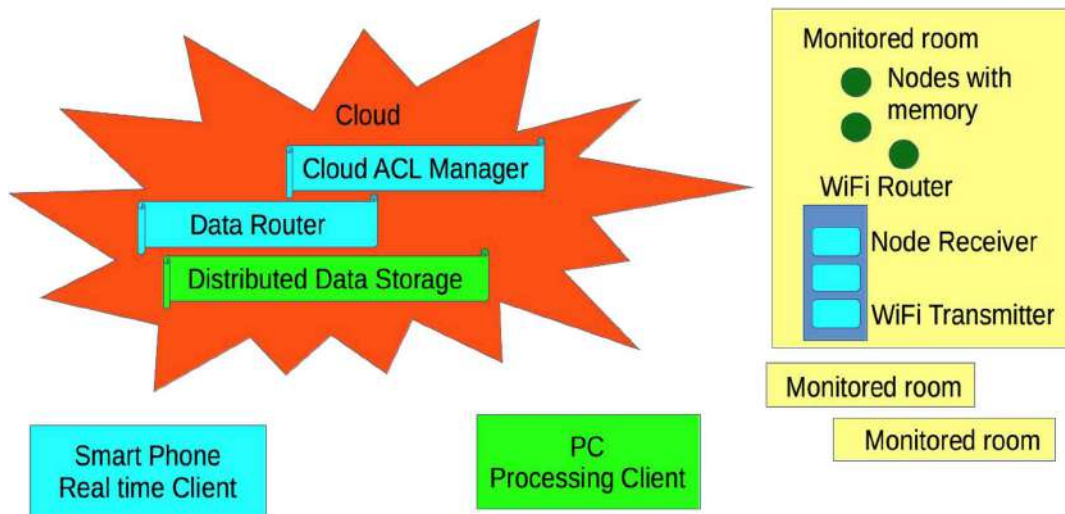 Cloud
Cloud ACL Manager
Data Router
Distributed Data Storage
Smart Phone
Real time Client
PC
Processing Client
Monitored room
Nodes with
memory
WiFi Router
Node Receiver
WiFi Transmitter
Monitored room
Monitored room